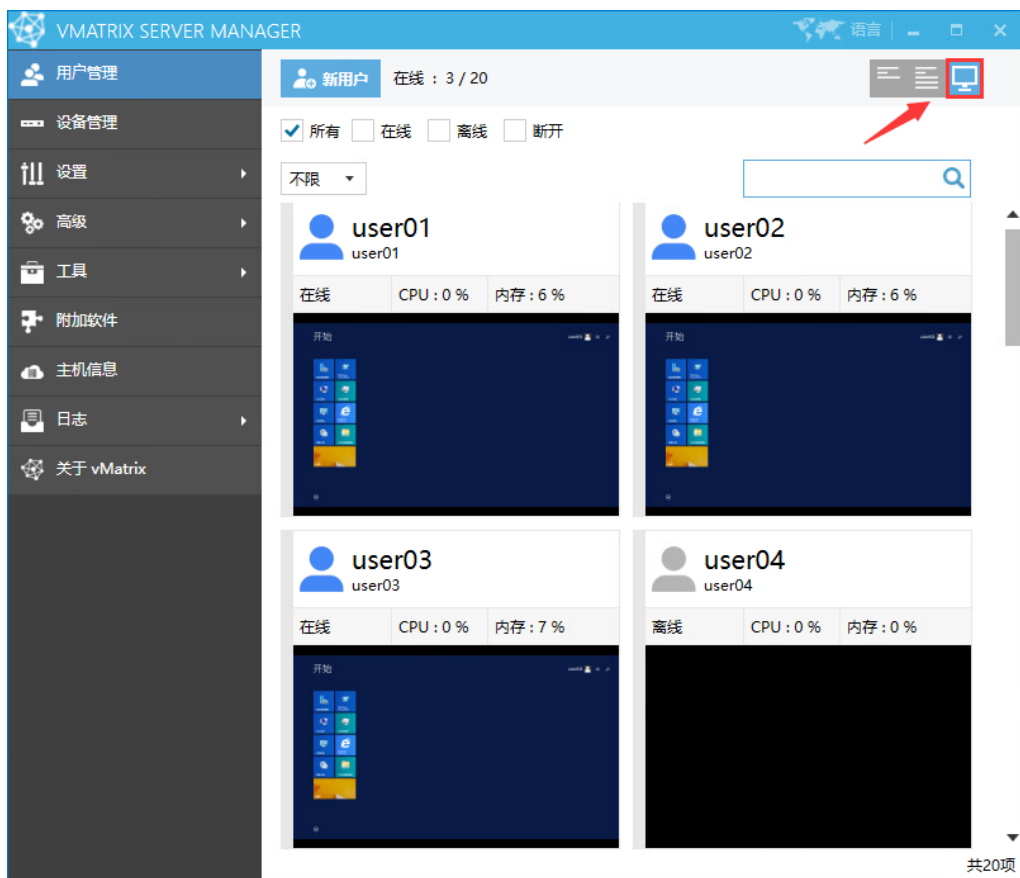 VMATRIX SERVER MANAGER
语言
用户管理
设备管理
设置
高级
工具
附加软件
主机信息
日志
关于 vMatrix
新用户
在线 : 3 / 20
所有 在线 离线 断开
不限
user01
user01
在线 CPU : 0 % 内存 : 6 %
开始
user02
user02
在线 CPU : 0 % 内存 : 6 %
开始
user03
user03
在线 CPU : 0 % 内存 : 7 %
开始
user04
user04
离线 CPU : 0 % 内存 : 0 %
共20项